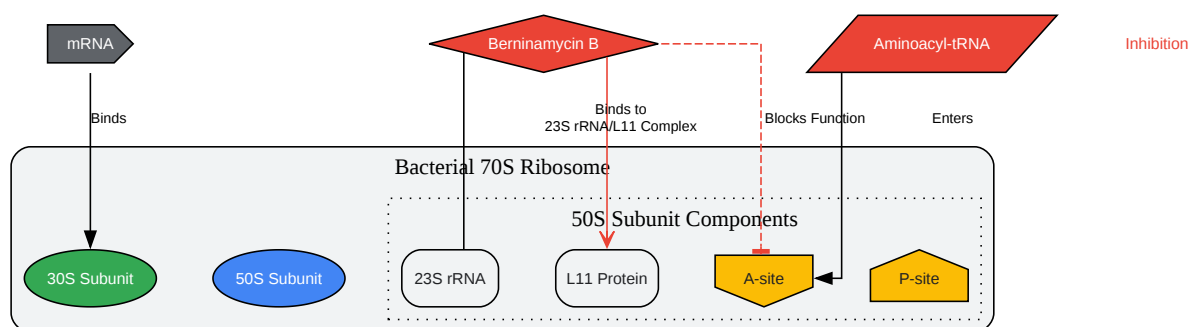 mRNA
Berninamycin B
Aminoacyl-tRNA
Inhibition
Binds
Binds to
23S rRNA/L11 Complex
Blocks Function
Enters
Bacterial 70S Ribosome
50S Subunit Components
30S Subunit
50S Subunit
23S rRNA
L11 Protein
A-site
P-site